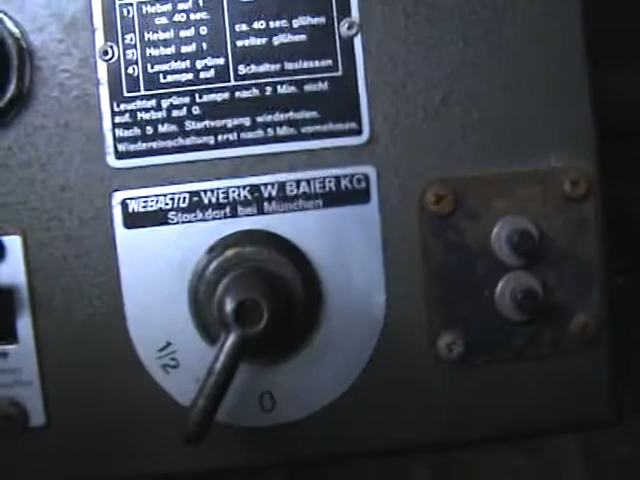 1) Hebel auf 1
ca. 40 sec. ca. 40 sec. glühen
2) Hebel auf 0 weiter glühen
3) Hebel auf 1
4) Leuchtet grüne
Lampe auf Schalter loslassen
Leuchtet grüne Lampe nach 2 Min. nicht
auf, Hebel auf 0.
Nach 5 Min. Startvorgang wiederholen.
Wiedereinschaltung erst nach 5 Min. vornehmen.
WEBASTO-WERK-W. BAIER KG
Stockdorf bei München
1/2
0